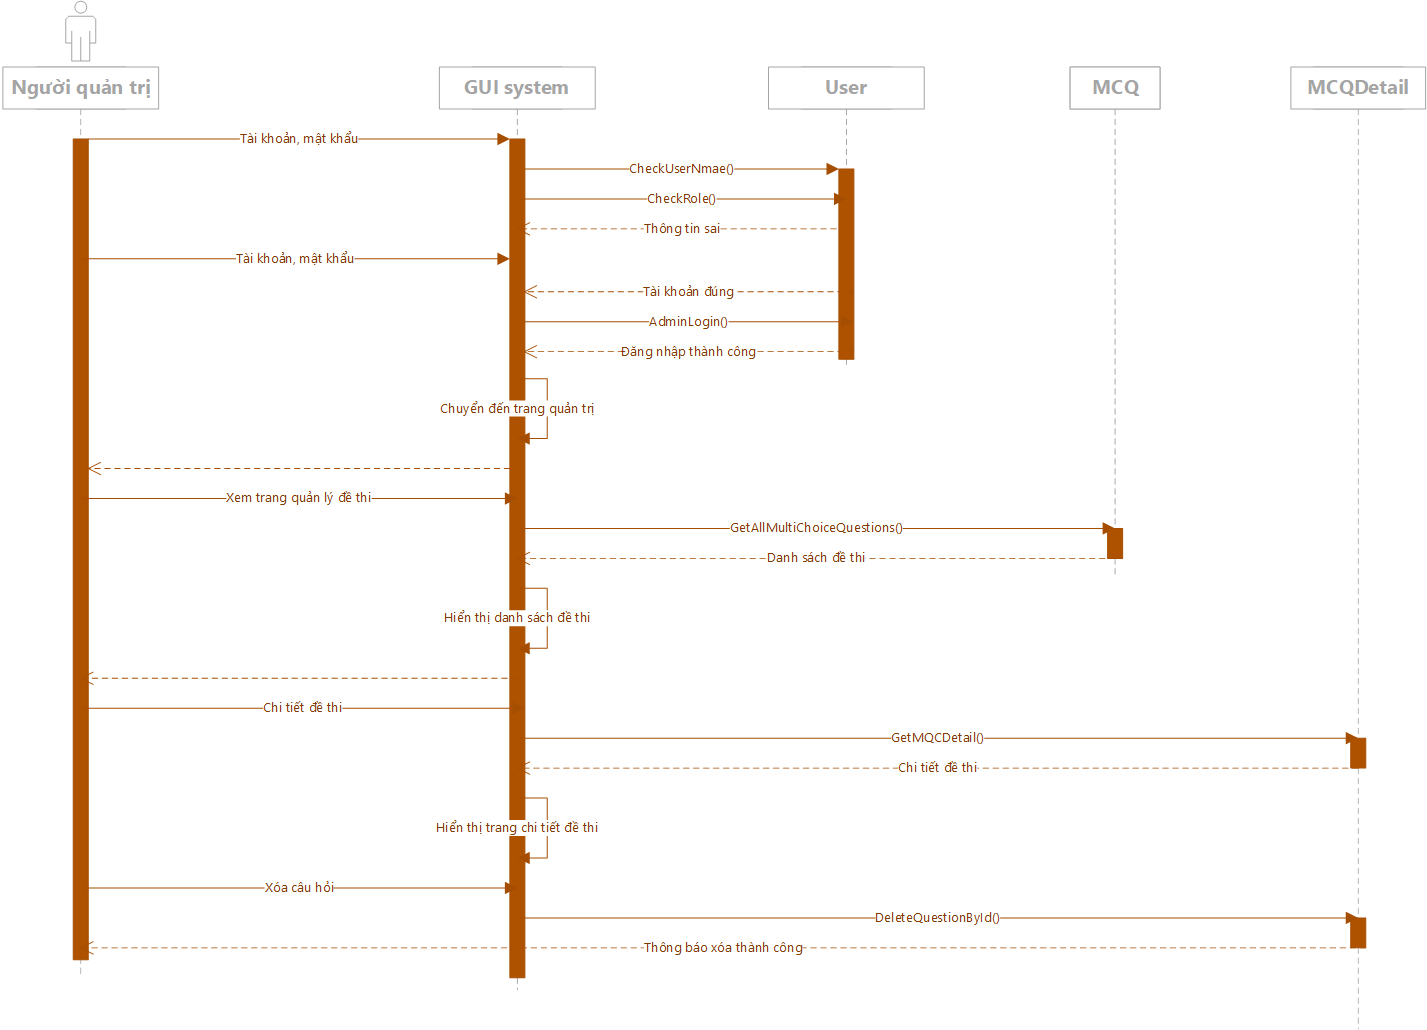 Người quản trị
GUI system
User
MCQ
MCQDetail
Tài khoản, mật khẩu
CheckUserNmae()
CheckRole()
Thông tin sai
Tài khoản, mật khẩu
Tài khoản đúng
AdminLogin()
Đăng nhập thành công
Chuyển đến trang quản trị
Xem trang quản lý đề thi
GetAllMultiChoiceQuestions()
Danh sách đề thi
Hiển thị danh sách đề thi
Chi tiết đề thi
GetMQCDetail()
Chi tiết đề thi
Hiển thị trang chi tiết đề thi
Xóa câu hỏi
DeleteQuestionById()
Thông báo xóa thành công